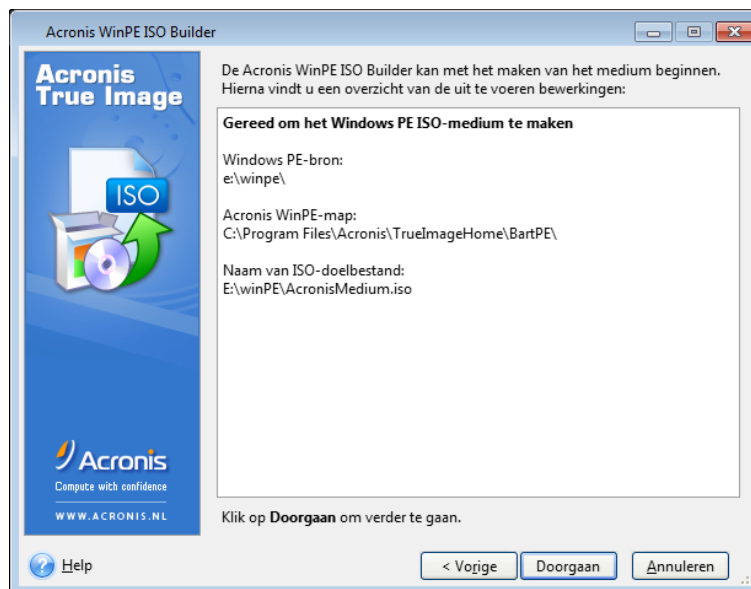 Acronis WinPE ISO Builder
Acronis
True Image
ISO
Acronis
Compute with confidence
WWW.ACRONIS.NL
De Acronis WinPE ISO Builder kan met het maken van het medium beginnen.
Hierna vindt u een overzicht van de uit te voeren bewerkingen:
Gereed om het Windows PE ISO-medium te maken
Windows PE-bron:
e:\winpe\
Acronis WinPE-map:
C:\Program Files\Acronis\TrueImageHome\BartPE\
Naam van ISO-doelbestand:
E:\winPE\AcronisMedium.iso
Klik op Doorgaan om verder te gaan.
Help
< Vorige
Doorgaan
Annuleren